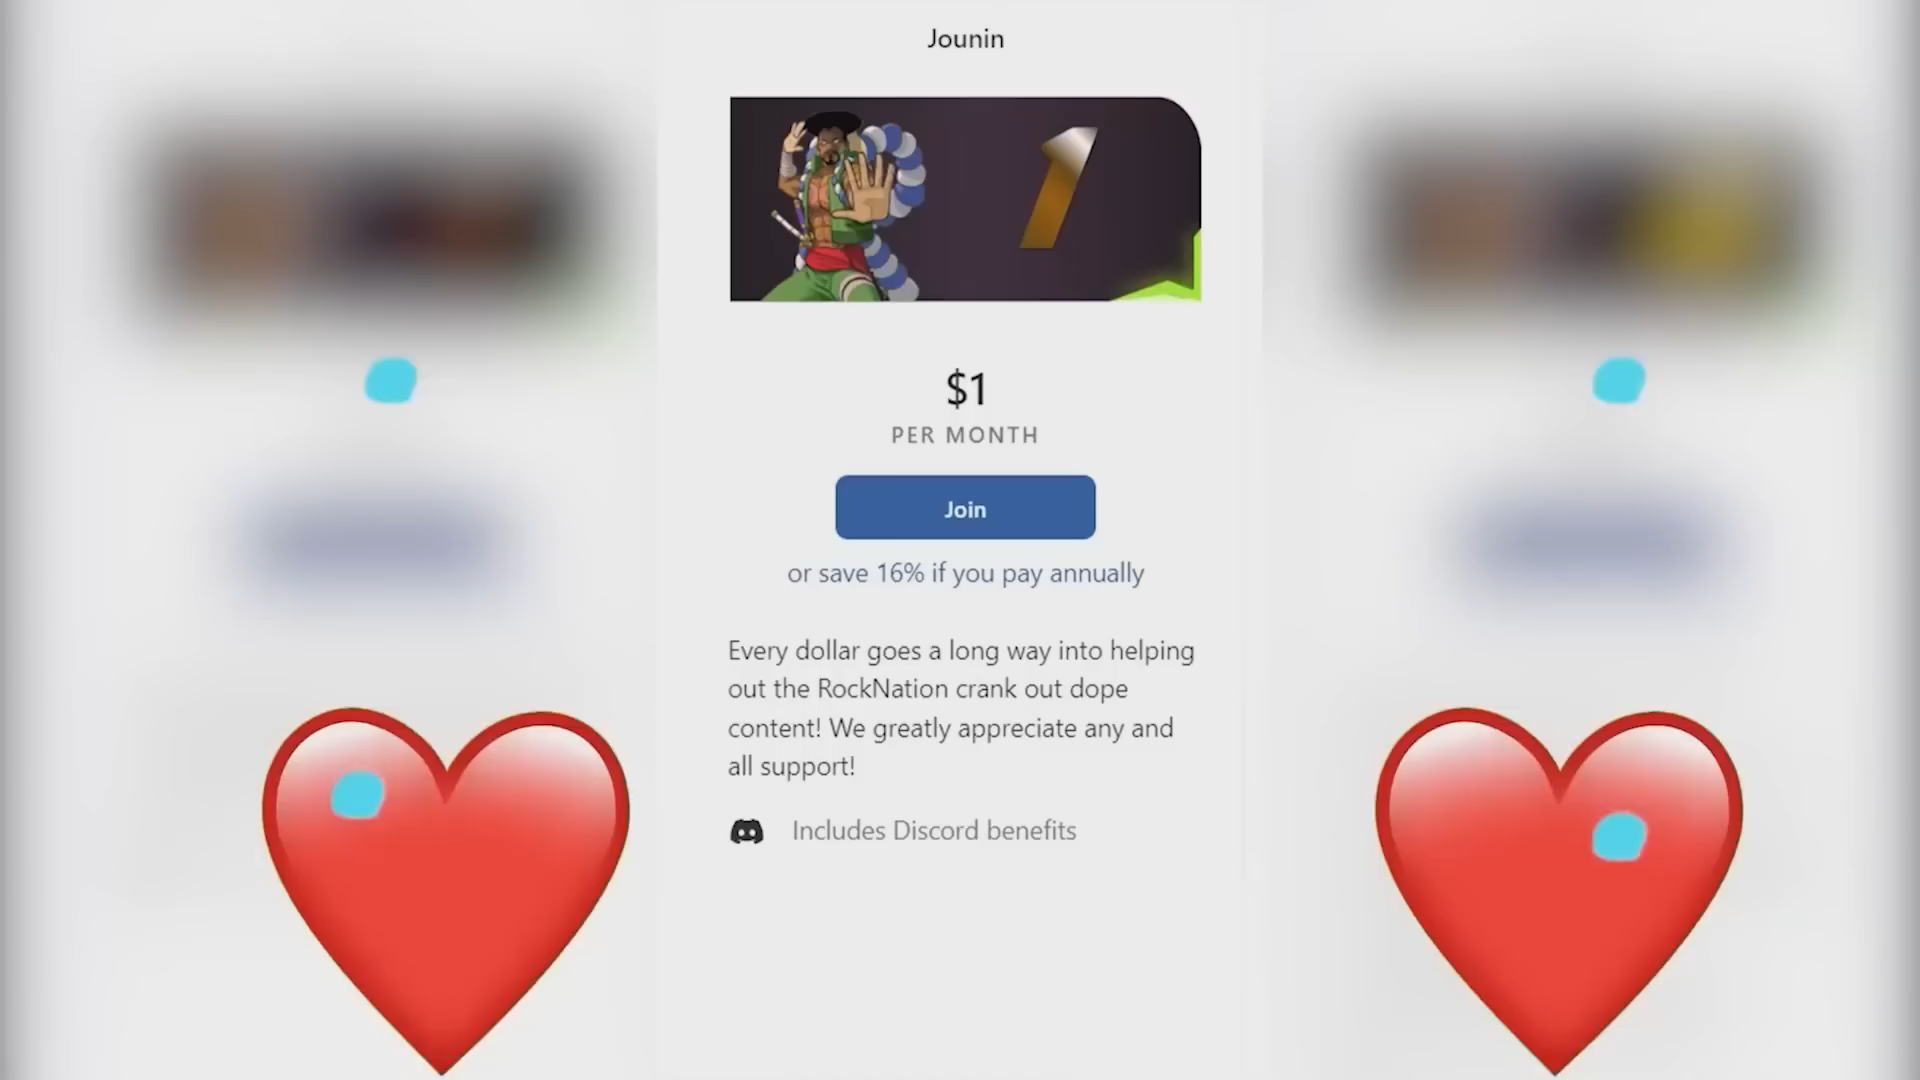 Jounin
1
$1
PER MONTH
Join
or save 16% if you pay annually
Every dollar goes a long way into helping
out the RockNation crank out dope
content! We greatly appreciate any and
all support!
Includes Discord benefits